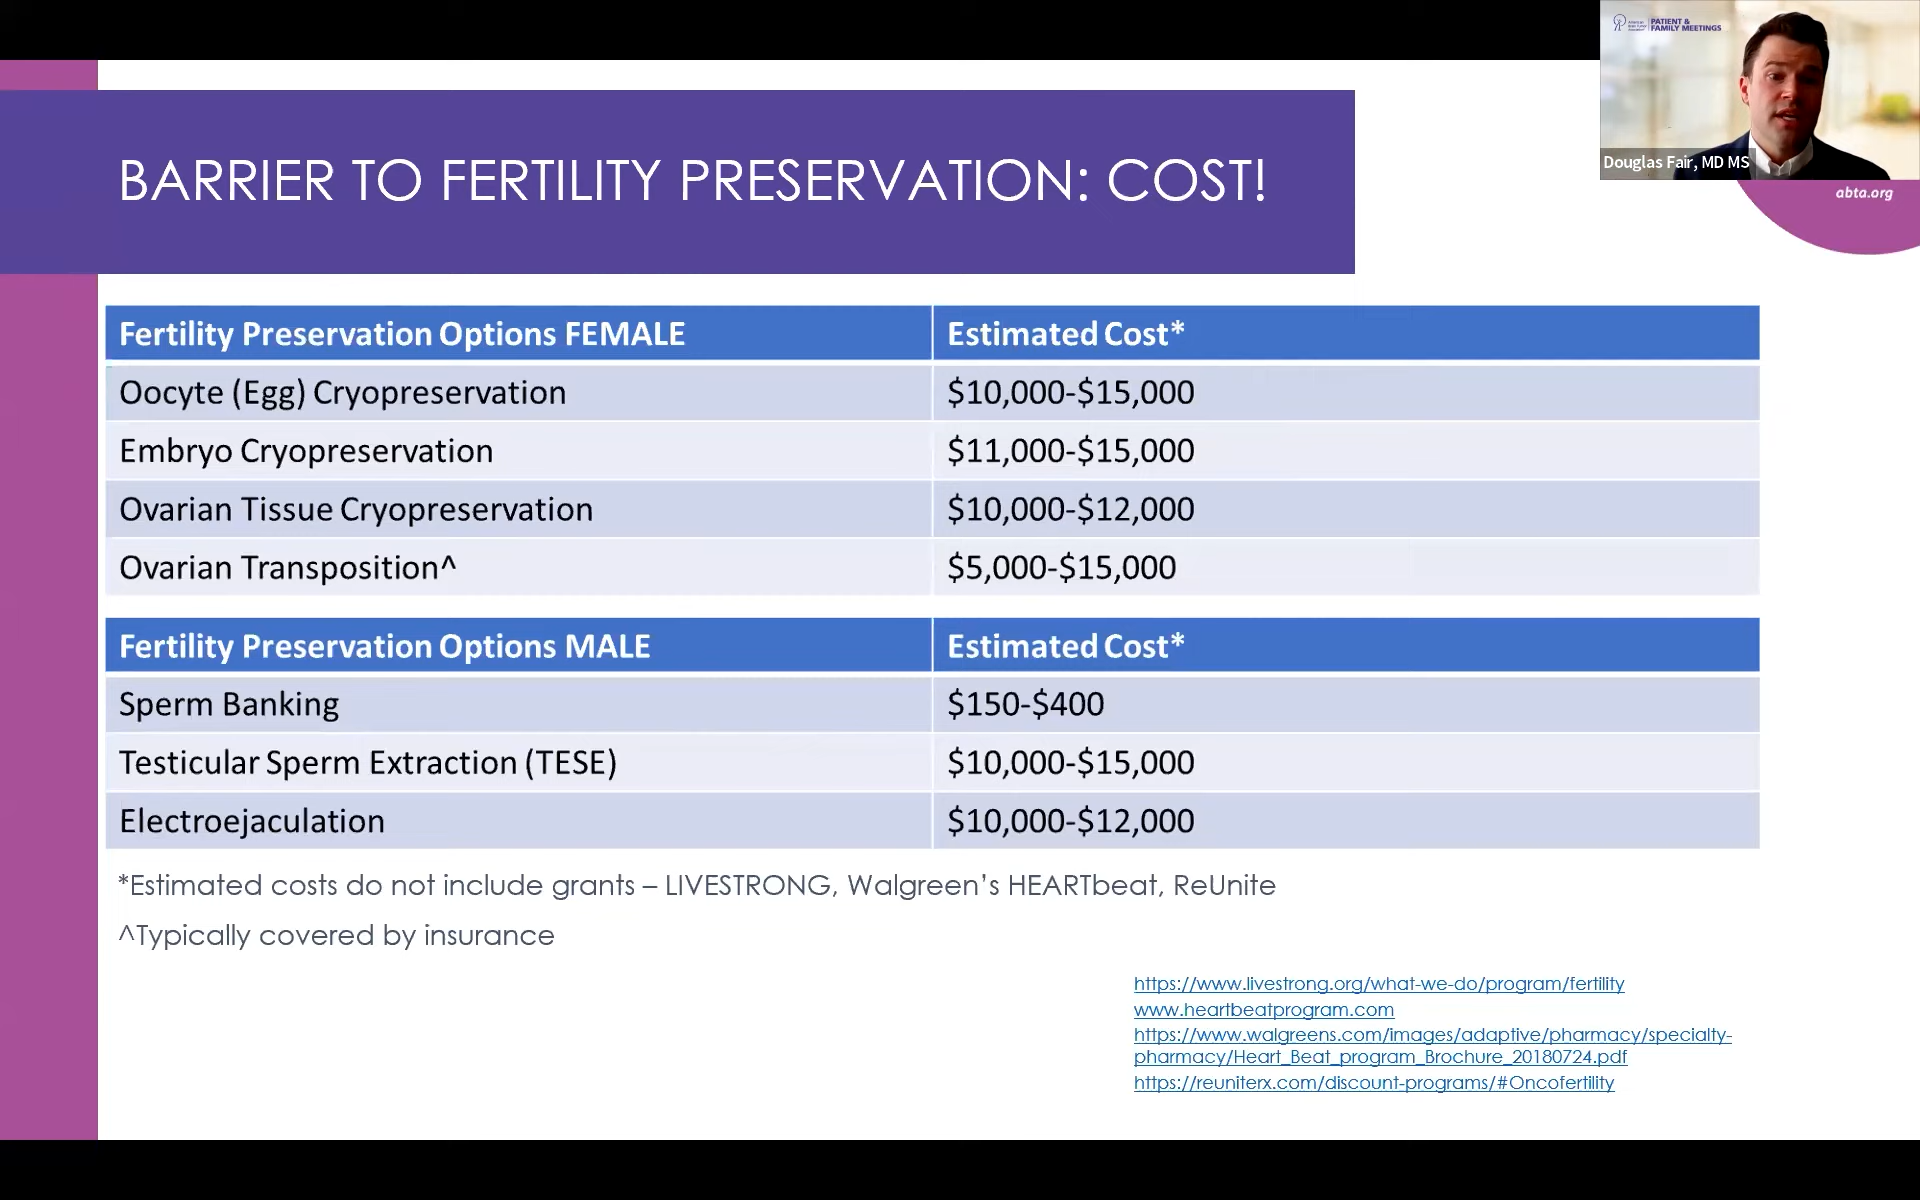 American
Brain Tumor
Association
PATIENT &
FAMILY MEETINGS
Douglas Fair, MD MS
abta.org
BARRIER TO FERTILITY PRESERVATION: COST!
Fertility Preservation Options FEMALE Estimated Cost*
Oocyte (Egg) Cryopreservation $10,000-$15,000
Embryo Cryopreservation $11,000-$15,000
Ovarian Tissue Cryopreservation $10,000-$12,000
Ovarian Transposition^ $5,000-$15,000
Fertility Preservation Options MALE Estimated Cost*
Sperm Banking $150-$400
Testicular Sperm Extraction (TESE) $10,000-$15,000
Electroejaculation $10,000-$12,000
*Estimated costs do not include grants – LIVESTRONG, Walgreen’s HEARTbeat, ReUnite
^Typically covered by insurance
https://www.livestrong.org/what-we-do/program/fertility
www.heartbeatprogram.com
https://www.walgreens.com/images/adaptive/pharmacy/specialty-
pharmacy/Heart_Beat_program_Brochure_20180724.pdf
https://reuniterx.com/discount-programs/#Oncofertility